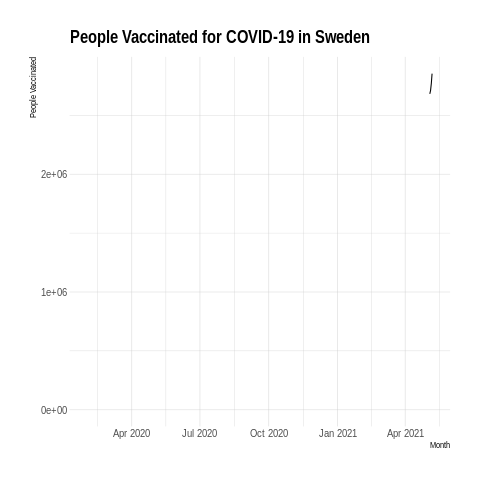 People Vaccinated for COVID-19 in Sweden
People Vaccinated
2e+06
1e+06
0e+00
Apr 2020 Jul 2020 Oct 2020 Jan 2021 Apr 2021
Month